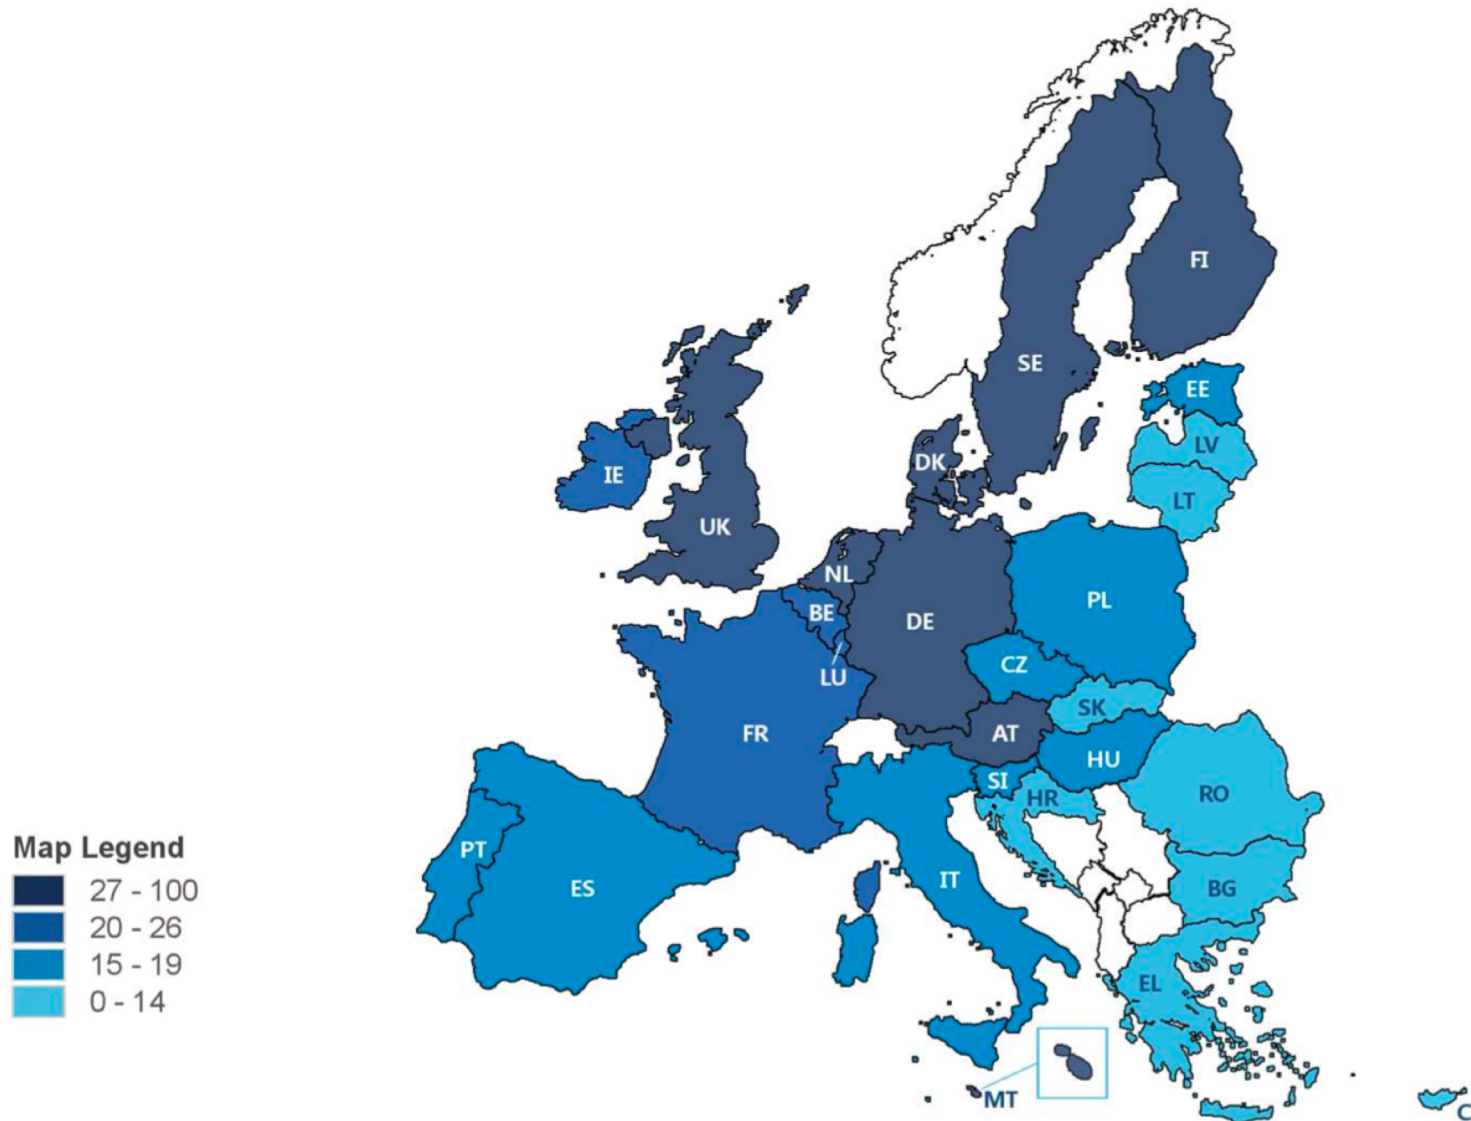 FI
SE
EE
LV
DK
IE
LT
UK
NL
PL
BE
DE
CZ
LU
SK
FR
AT
HU
SI
RO
HR
Map Legend
PT
IT
ES
BG
27 - 100
20 - 26
15 - 19
EL
0 - 14
MT
C